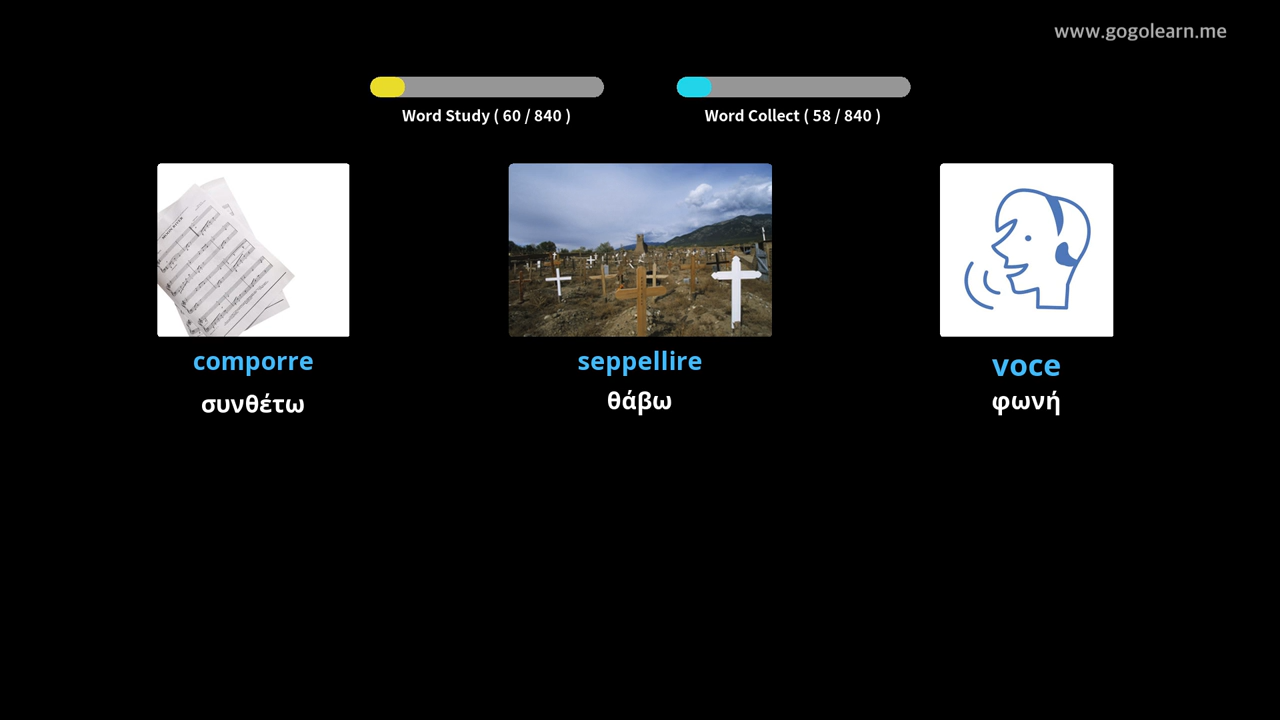 www.gogolearn.me
Word Study ( 60 / 840 )
Word Collect ( 58 / 840 )
comporre
seppellire
voce
συνθέτω
θάβω
φωνή